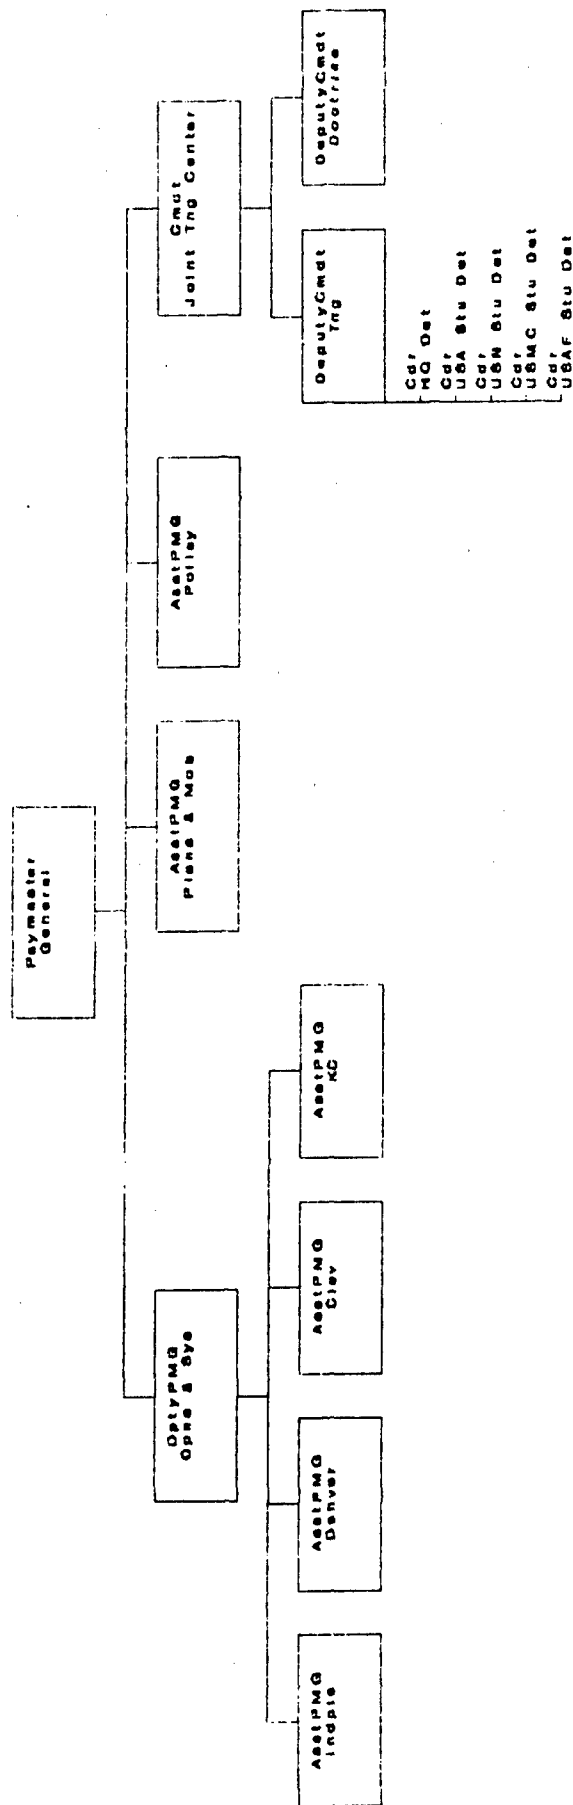 Paymaster
General
DptyPMG
Opns & Sys
AsstPMG
Plans & Mob
AsstPMG
Policy
Cmdt
Joint Tng Center
AsstPMG
Indpls
AsstPMG
Denver
AsstPMG
Clev
AsstPMG
KC
DeputyCmdt
Tng
DeputyCmdt
Doctrine
Cdr
HQ Det
Cdr
USA Stu Det
Cdr
USN Stu Det
Cdr
USMC Stu Det
Cdr
USAF Stu Det